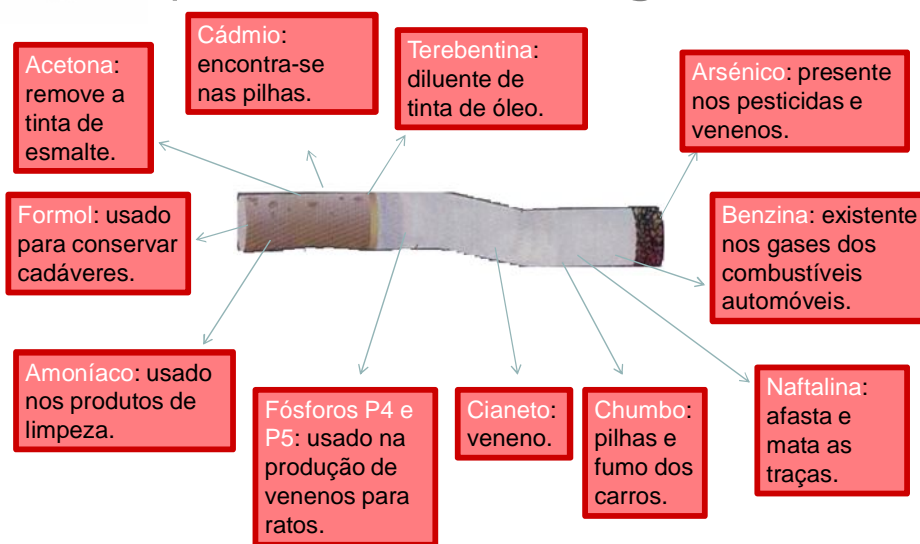 Acetona:
remove a
tinta de
esmalte.
Cádmio:
encontra-se
nas pilhas.
Terebentina:
diluente de
tinta de óleo.
Arsénico: presente
nos pesticidas e
venenos.
Formol: usado
para conservar
cadáveres.
Benzina: existente
nos gases dos
combustíveis
automóveis.
Amoníaco: usado
nos produtos de
limpeza.
Fósforos P4 e
P5: usado na
produção de
venenos para
ratos.
Cianeto:
veneno.
Chumbo:
pilhas e
fumo dos
carros.
Naftalina:
afasta e
mata as
traças.